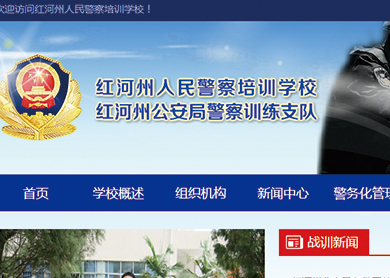 欢迎访问红河州人民警察培训学校！
红河州人民警察培训学校
红河州公安局警察训练支队
首页 学校概述 组织机构 新闻中心 警务化管理
战训新闻